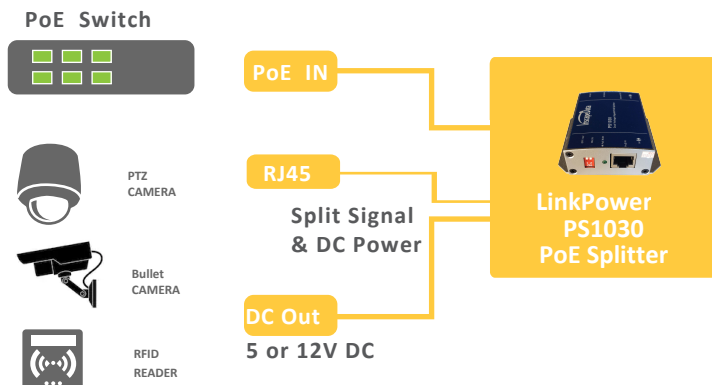 PoE Switch
PoE IN
PTZ
CAMERA
RJ45
Split Signal
& DC Power
LinkPower
PS1030
PoE Splitter
Bullet
CAMERA
DC Out
5 or 12V DC
RFID
READER